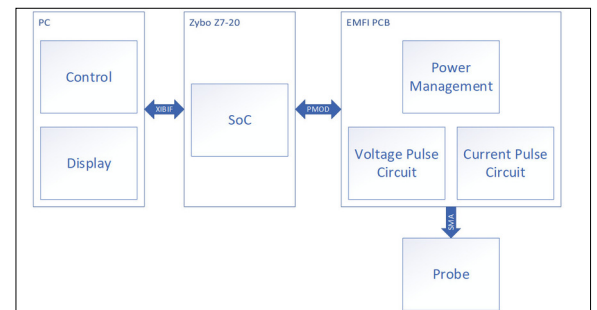 PC
Control
Display
XIBIF
Zybo Z7-20
SoC
PMOD
EMFI PCB
Power
Management
Voltage Pulse
Circuit
Current Pulse
Circuit
SMA
Probe